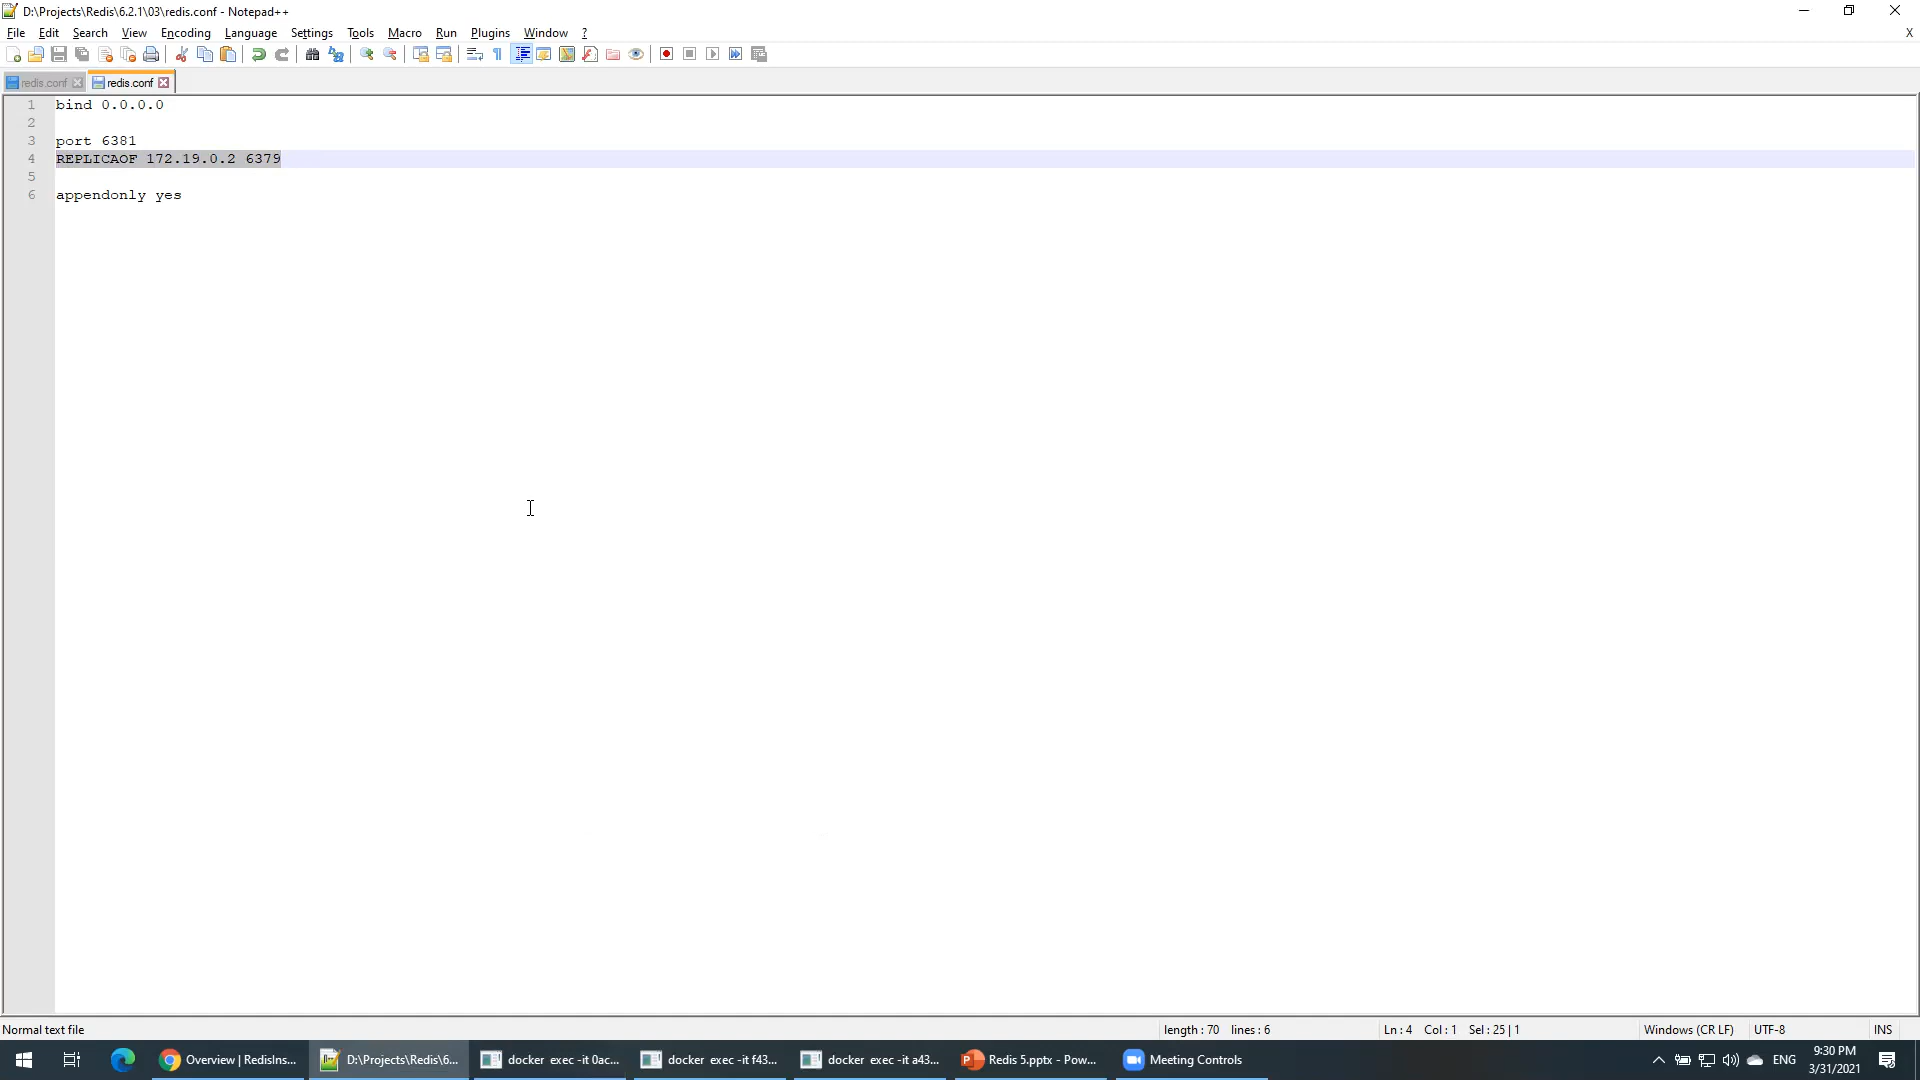 D:\Projects\Redis\6.2.1\03\redis.conf - Notepad++
File Edit Search View Encoding Language Settings Tools Macro Run Plugins Window ? X
redis.conf redis.conf
1 bind 0.0.0.0
2
3 port 6381
4 REPLICAOF 172.19.0.2 6379
5
6 appendonly yes
Normal text file length : 70 lines : 6 Ln : 4 Col : 1 Sel : 25 | 1 Windows (CR LF) UTF-8 INS
Overview | RedisIns... D:\Projects\Redis\6... docker exec -it 0ac... docker exec -it f43... docker exec -it a43... Redis 5.pptx - Pow... Meeting Controls ENG 9:30 PM
3/31/2021